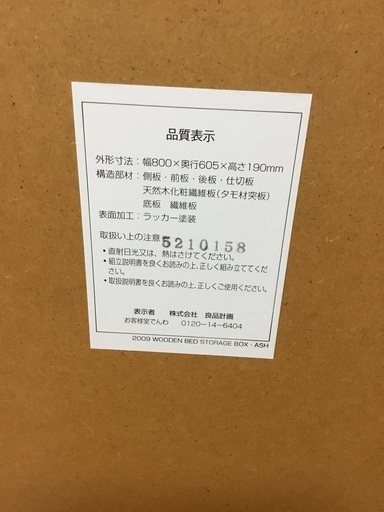 品質表示
外形寸法：幅800×奥行605×高さ190mm
構造部材：側板・前板・後板・仕切板
天然木化粧繊維板(タモ材突板)
底板 繊維板
表面加工：ラッカー塗装
取扱い上の注意 5210158
・直射日光又は、熱はさけてください。
・組立説明書を良くお読みの上、正しく組み立ててください。
・取扱説明書を良くお読みの上、正しくご使用ください。
表示者 株式会社 良品計画
お客様室でんわ 0120-14-6404
2009 WOODEN BED STORAGE BOX・ASH